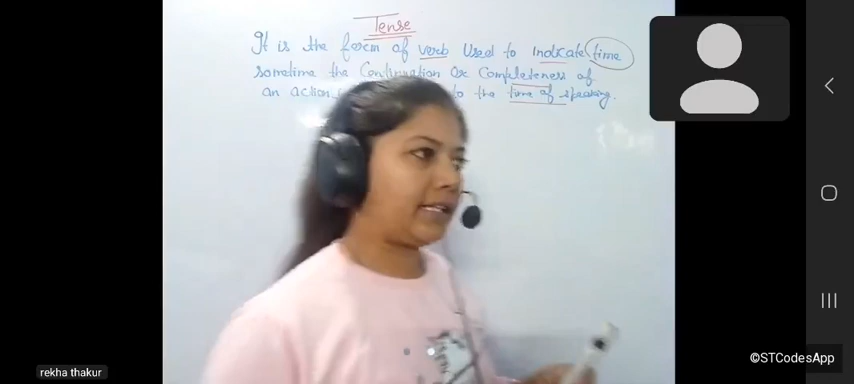 Tense
It is the form of verb used to indicate time
sometime the Continuation Or Completeness of
an action to the time of speaking.
rekha thakur
©STCodesApp